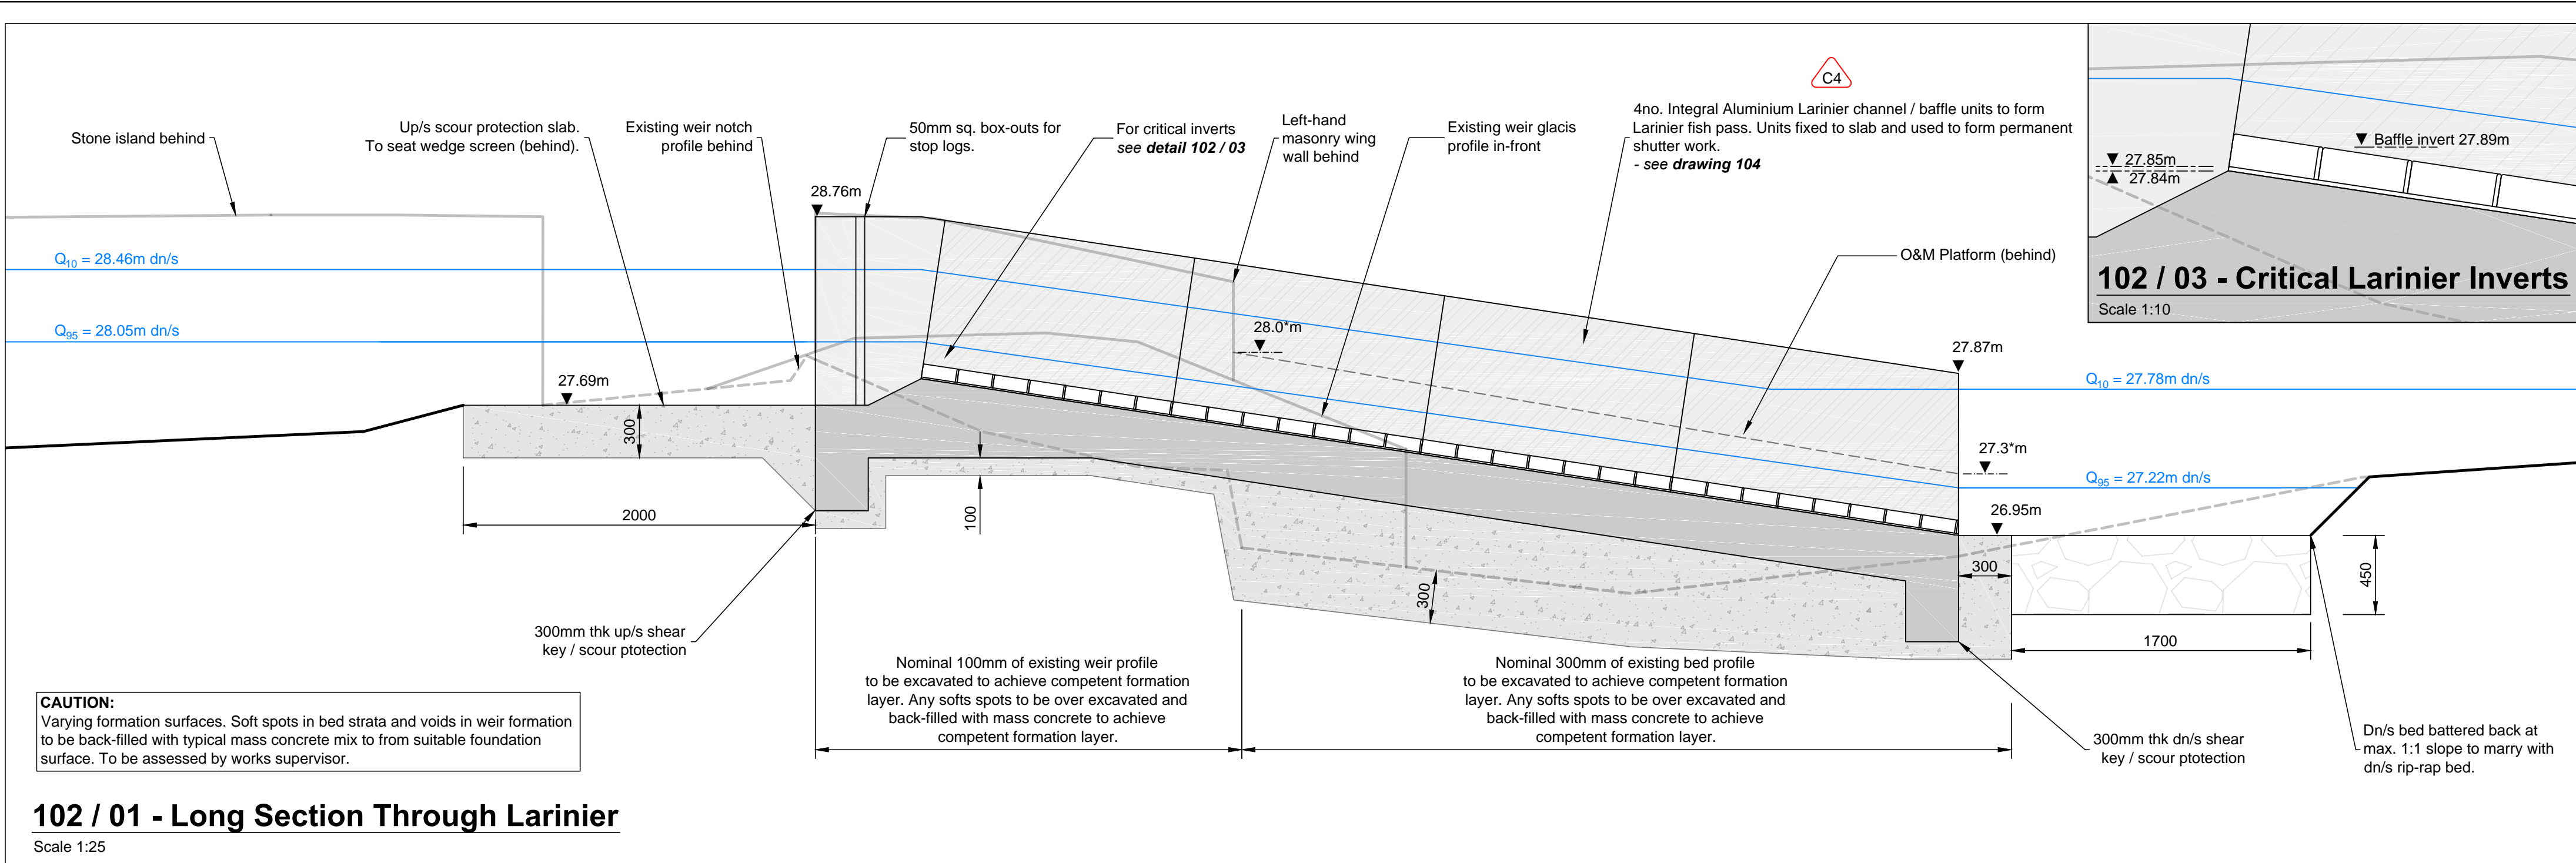 C4
Stone island behind
Up/s scour protection slab.
To seat wedge screen (behind).
Existing weir notch
profile behind
50mm sq. box-outs for
stop logs.
For critical inverts
see detail 102 / 03
Left-hand
masonry wing
wall behind
Existing weir glacis
profile in-front
4no. Integral Aluminium Larinier channel / baffle units to form
Larinier fish pass. Units fixed to slab and used to form permanent
shutter work.
- see drawing 104
Baffle invert 27.89m
27.85m
27.84m
102 / 03 - Critical Larinier Inverts
Scale 1:10
28.76m
O&M Platform (behind)
Q10 = 28.46m dn/s
Q95 = 28.05m dn/s
28.0*m
27.87m
27.69m
Q10 = 27.78m dn/s
300
27.3*m
Q95 = 27.22m dn/s
2000
100
26.95m
300
300
450
1700
300mm thk up/s shear
key / scour ptotection
Nominal 100mm of existing weir profile
to be excavated to achieve competent formation
layer. Any softs spots to be over excavated and
back-filled with mass concrete to achieve
competent formation layer.
Nominal 300mm of existing bed profile
to be excavated to achieve competent formation
layer. Any softs spots to be over excavated and
back-filled with mass concrete to achieve
competent formation layer.
300mm thk dn/s shear
key / scour ptotection
Dn/s bed battered back at
max. 1:1 slope to marry with
dn/s rip-rap bed.
CAUTION:
Varying formation surfaces. Soft spots in bed strata and voids in weir formation
to be back-filled with typical mass concrete mix to from suitable foundation
surface. To be assessed by works supervisor.
102 / 01 - Long Section Through Larinier
Scale 1:25